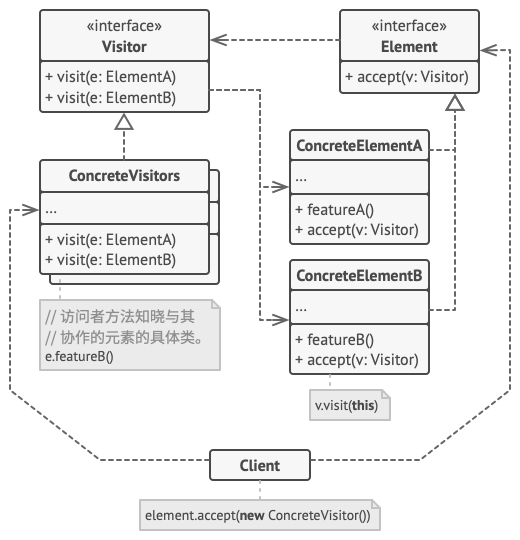 «interface»
Visitor
+ visit(e: ElementA)
+ visit(e: ElementB)
«interface»
Element
+ accept(v: Visitor)
ConcreteVisitors
...
+ visit(e: ElementA)
+ visit(e: ElementB)
ConcreteElementA
...
+ featureA()
+ accept(v: Visitor)
ConcreteElementB
...
+ featureB()
+ accept(v: Visitor)
// 访问者方法知晓与其
// 协作的元素的具体类。
e.featureB()
v.visit(this)
Client
element.accept(new ConcreteVisitor())